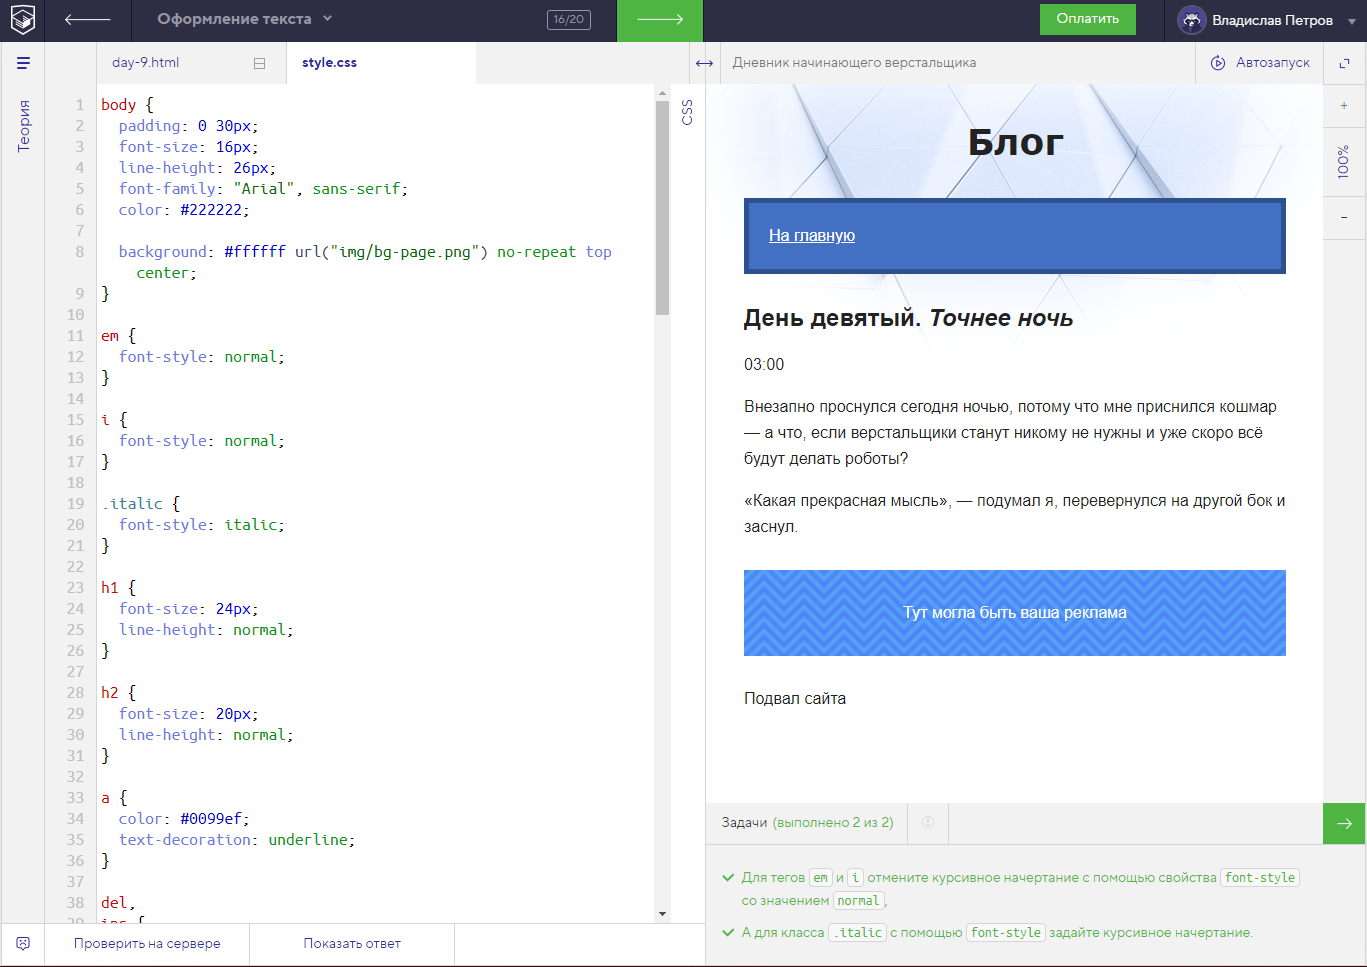 Оформление текста
16/20
Оплатить
Владислав Петров
day-9.html
style.css
Дневник начинающего верстальщика
Автозапуск
Теория
CSS
+
100%
−
1 body {
2 padding: 0 30px;
3 font-size: 16px;
4 line-height: 26px;
5 font-family: "Arial", sans-serif;
6 color: #222222;
7
8 background: #ffffff url("img/bg-page.png") no-repeat top
center;
9 }
10
11 em {
12 font-style: normal;
13 }
14
15 i {
16 font-style: normal;
17 }
18
19 .italic {
20 font-style: italic;
21 }
22
23 h1 {
24 font-size: 24px;
25 line-height: normal;
26 }
27
28 h2 {
29 font-size: 20px;
30 line-height: normal;
31 }
32
33 a {
34 color: #0099ef;
35 text-decoration: underline;
36 }
37
38 del,
39 ins {
Проверить на сервере
Показать ответ
Блог
На главную
День девятый. Точнее ночь
03:00
Внезапно проснулся сегодня ночью, потому что мне приснился кошмар
— а что, если верстальщики станут никому не нужны и уже скоро всё
будут делать роботы?
«Какая прекрасная мысль», — подумал я, перевернулся на другой бок и
заснул.
Тут могла быть ваша реклама
Подвал сайта
Задачи (выполнено 2 из 2)
Для тегов em и i отмените курсивное начертание с помощью свойства font-style
со значением normal,
А для класса .italic с помощью font-style задайте курсивное начертание.